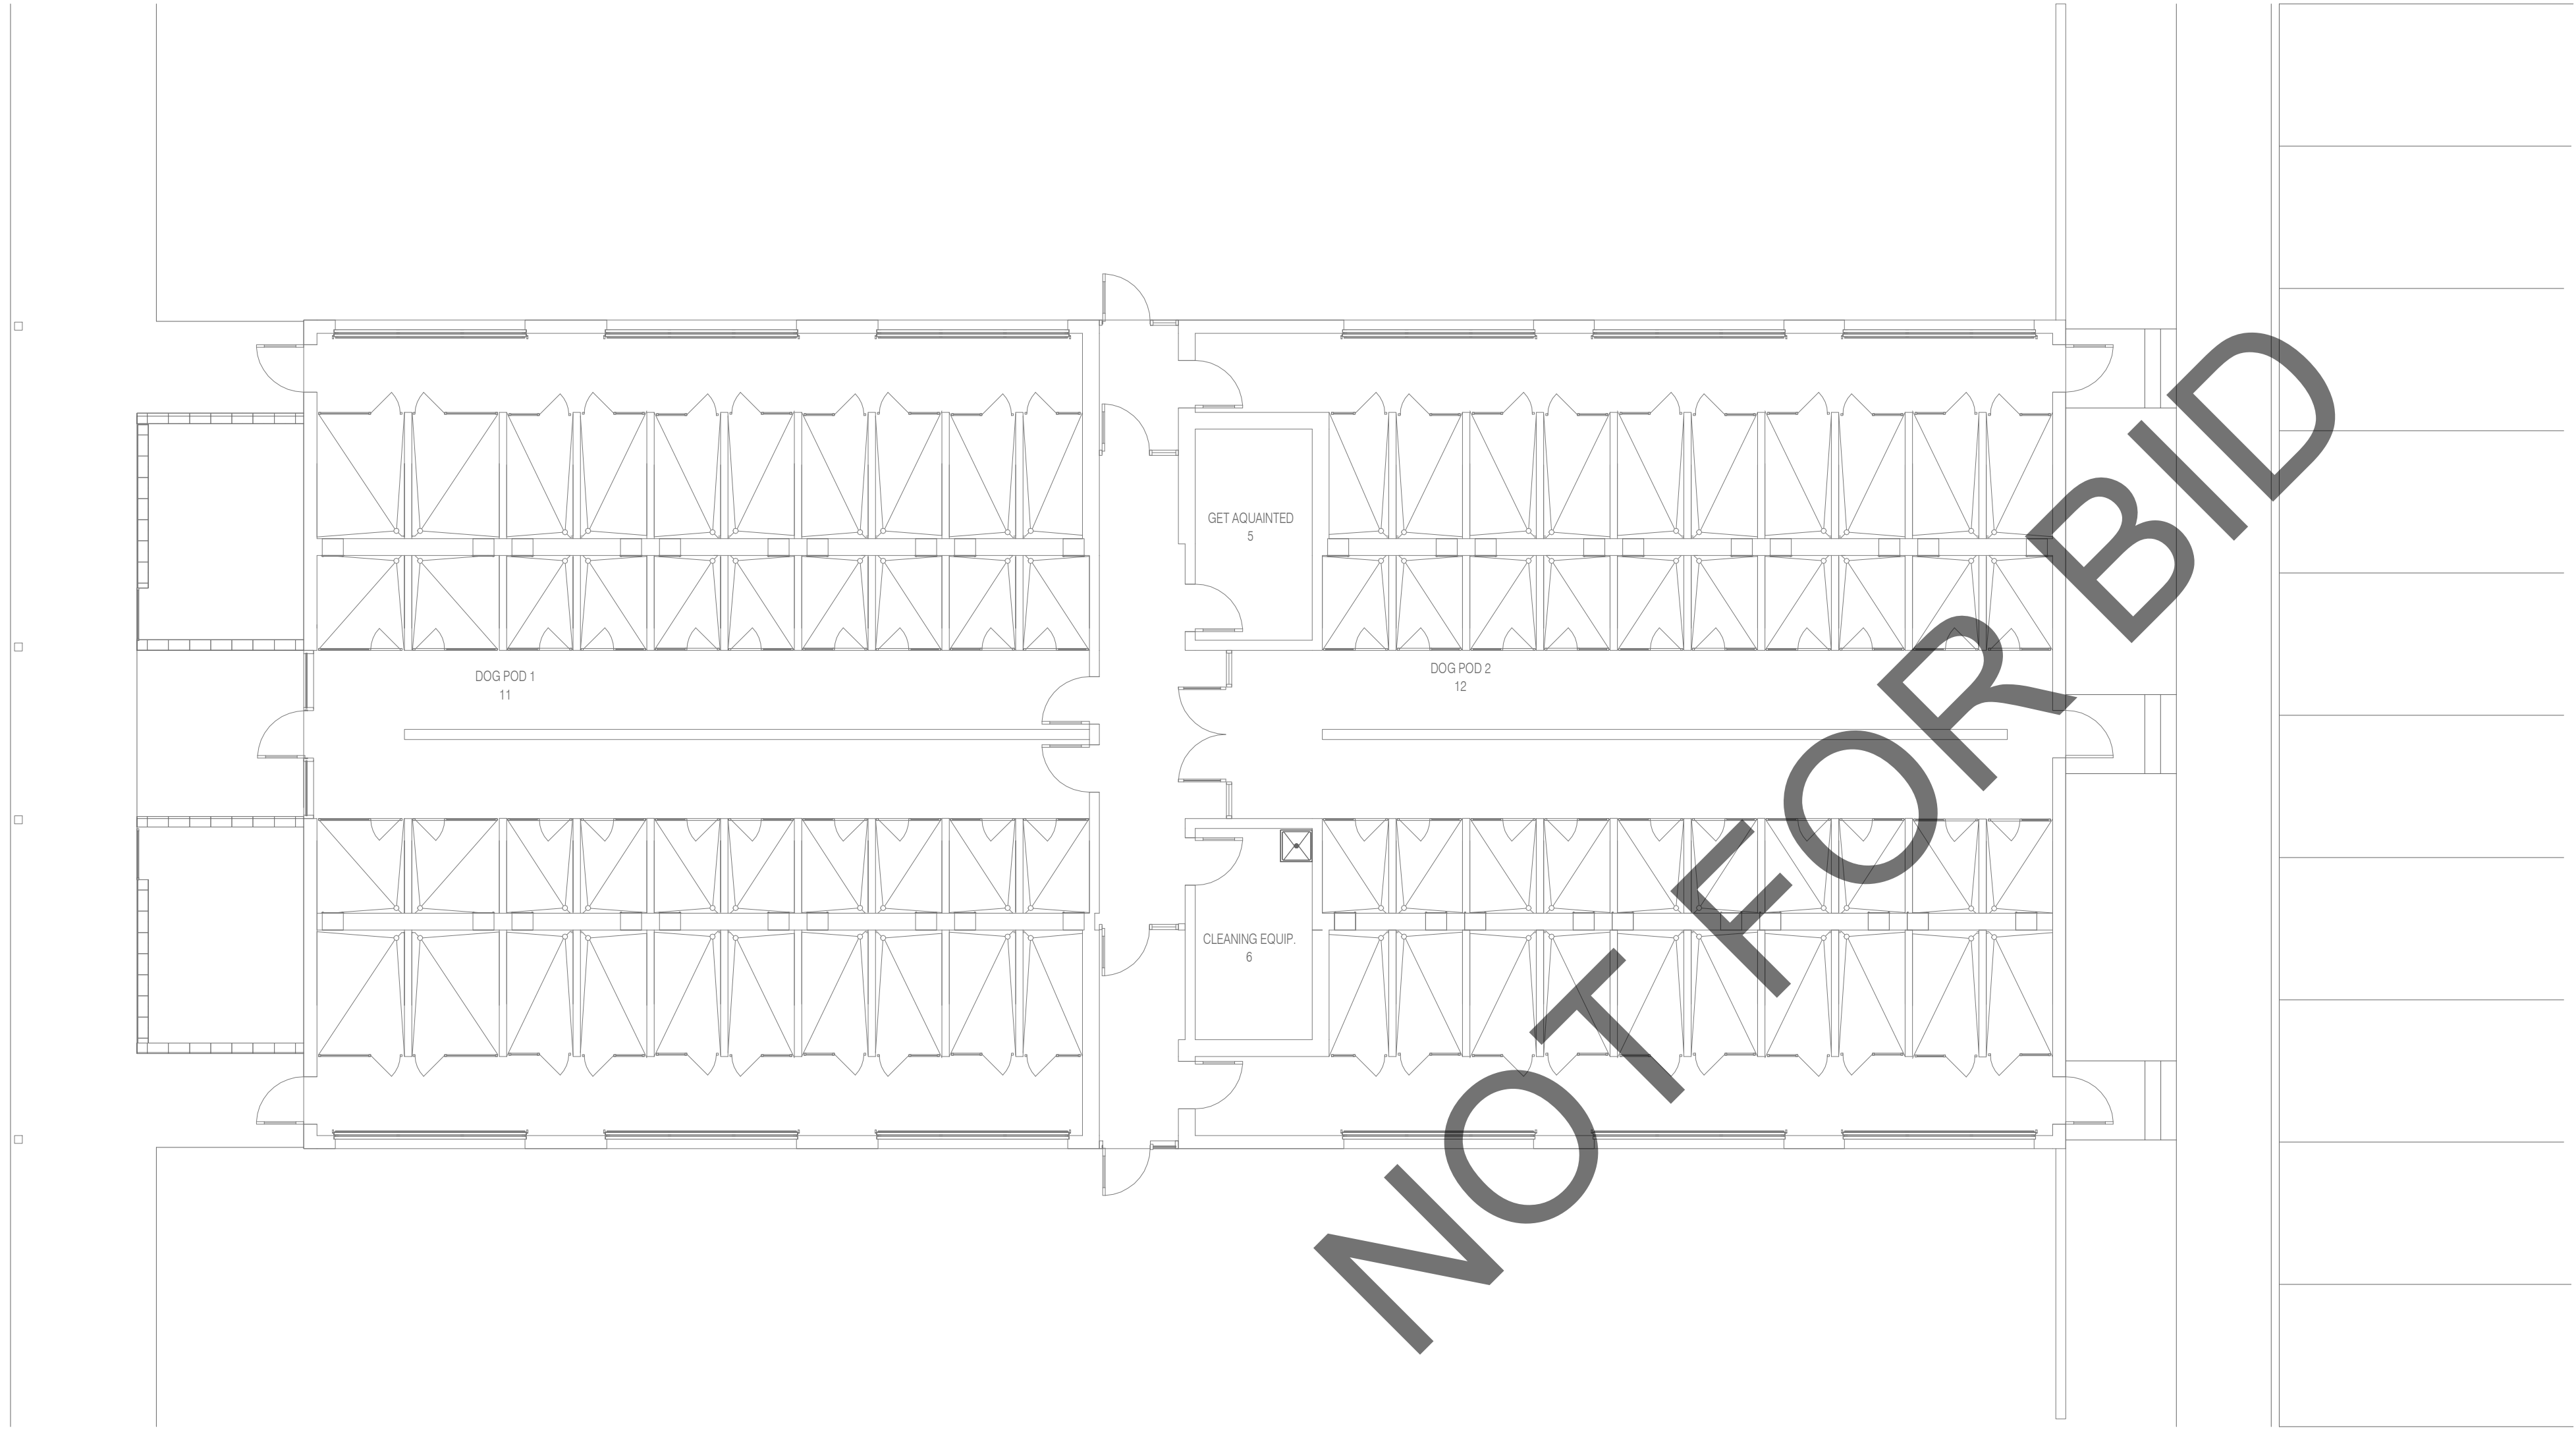 GET AQUAINTED
5
DOG POD 1
11
DOG POD 2
12
CLEANING EQUIP.
6
NOT FOR BID